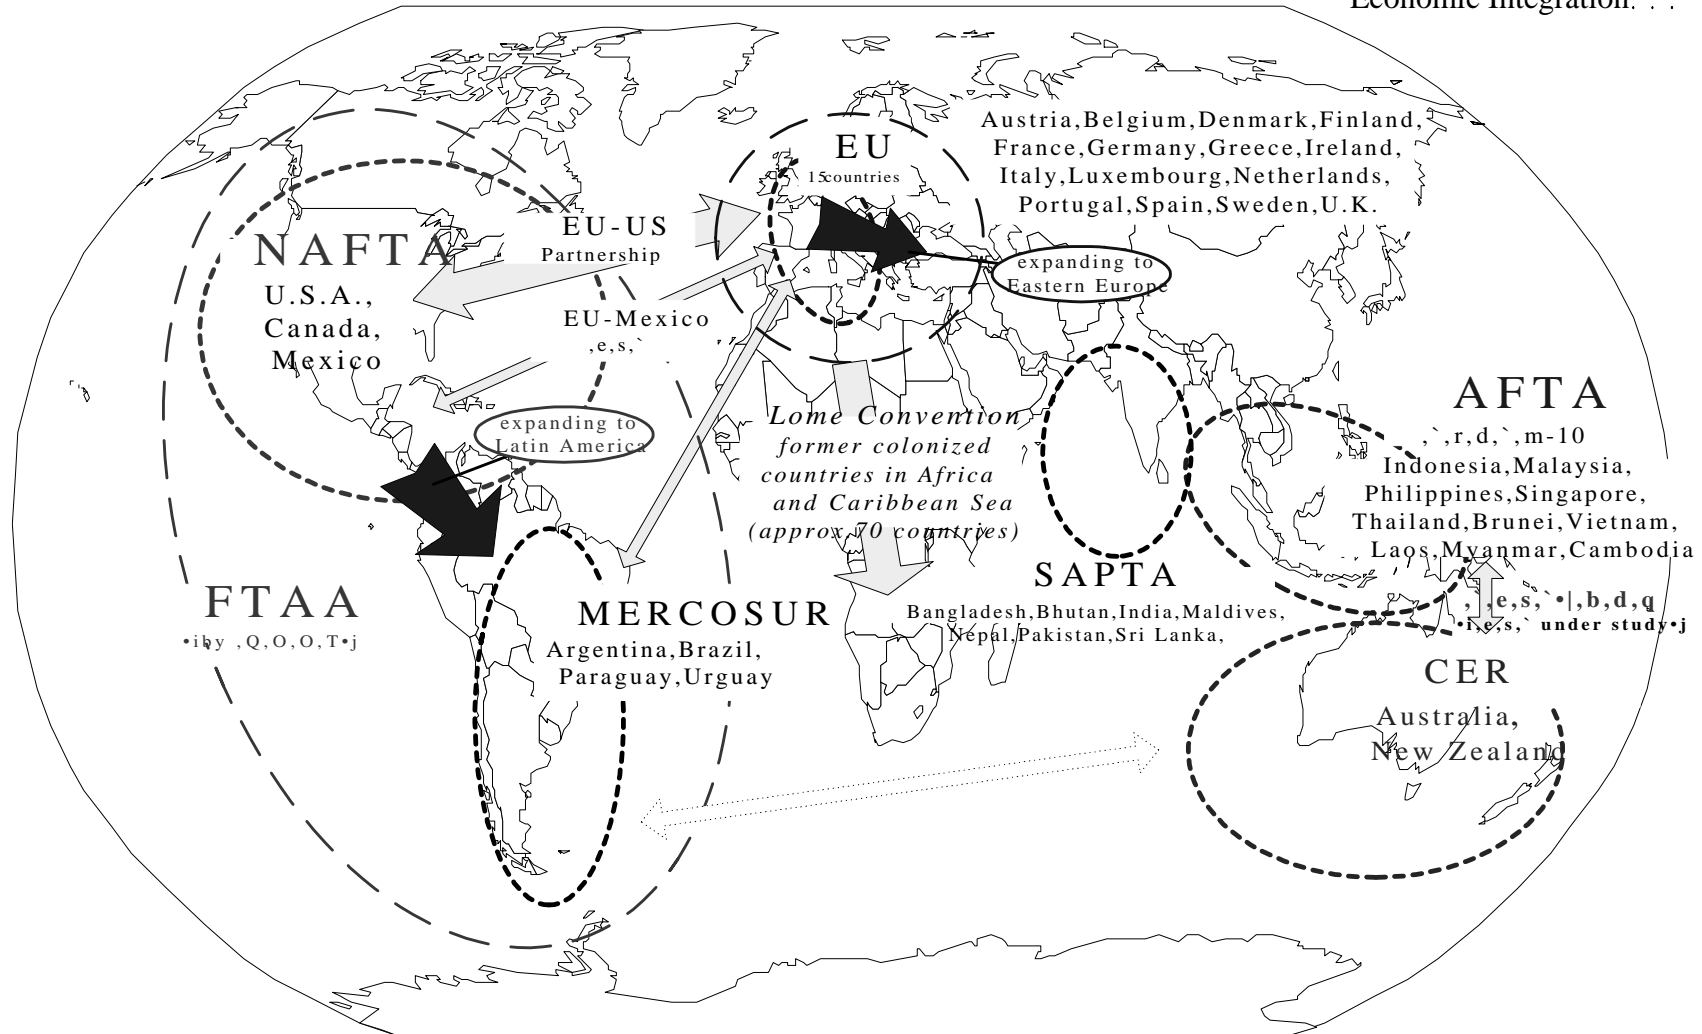 Economic Integration. . .
EU
15countries
Austria,Belgium,Denmark,Finland,
France,Germany,Greece,Ireland,
Italy,Luxembourg,Netherlands,
Portugal,Spain,Sweden,U.K.
NAFTA
U.S.A.,
Canada,
Mexico
EU-US
Partnership
expanding to
Eastern Europe
EU-Mexico
,e,s,`
expanding to
Latin America
Lome Convention
former colonized
countries in Africa
and Caribbean Sea
(approx.70 countries)
AFTA
,`,r,d,`,m-10
Indonesia,Malaysia,
Philippines,Singapore,
Thailand,Brunei,Vietnam,
Laos,Myanmar,Cambodia
SAPTA
Bangladesh,Bhutan,India,Maldives,
Nepal,Pakistan,Sri Lanka,
FTAA
•iby ,Q,O,O,T•j
MERCOSUR
Argentina,Brazil,
Paraguay,Urguay
,`,e,s,`•|,b,d,q
•i,e,s,` under study•j
CER
Australia,
New Zealand